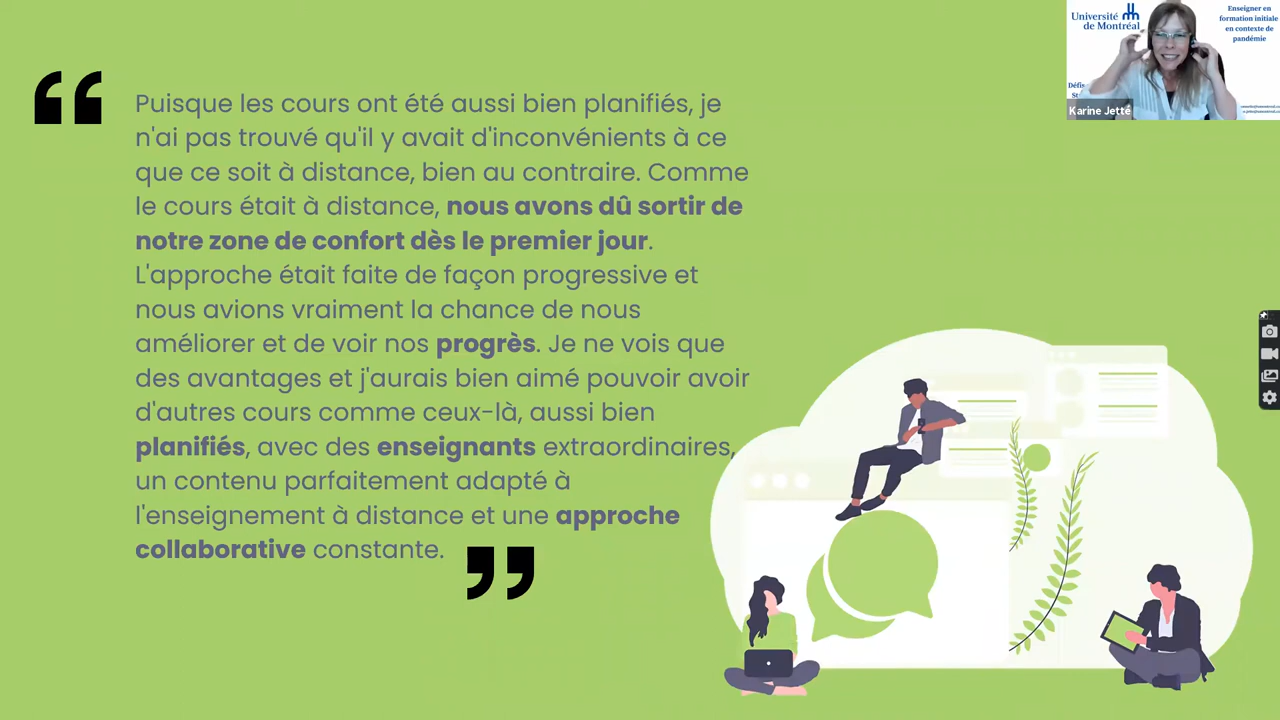 Puisque les cours ont été aussi bien planifiés, je
n'ai pas trouvé qu'il y avait d'inconvénients à ce
que ce soit à distance, bien au contraire. Comme
le cours était à distance, nous avons dû sortir de
notre zone de confort dès le premier jour.
L'approche était faite de façon progressive et
nous avions vraiment la chance de nous
améliorer et de voir nos progrès. Je ne vois que
des avantages et j'aurais bien aimé pouvoir avoir
d'autres cours comme ceux-là, aussi bien
planifiés, avec des enseignants extraordinaires,
un contenu parfaitement adapté à
l'enseignement à distance et une approche
collaborative constante.
Université
de Montréal
Enseigner en
formation initiale
en contexte de
pandémie
Karine Jetté